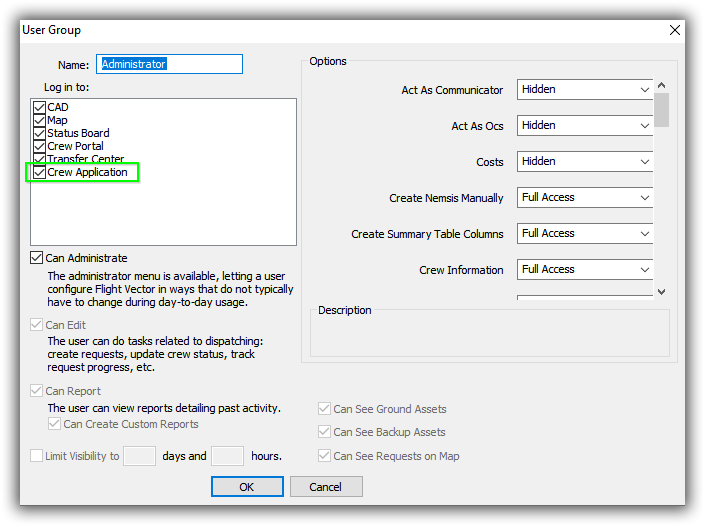 User Group
Name: Administrator
Log in to:
CAD
Map
Status Board
Crew Portal
Transfer Center
Crew Application
Can Administrate
The administrator menu is available, letting a user
configure Flight Vector in ways that do not typically
have to change during day-to-day usage.
Can Edit
The user can do tasks related to dispatching:
create requests, update crew status, track
request progress, etc.
Can Report
The user can view reports detailing past activity.
Can Create Custom Reports
Limit Visibility to days and hours.
Options
Act As Communicator Hidden
Act As Ocs Hidden
Costs Hidden
Create Nemsis Manually Full Access
Create Summary Table Columns Full Access
Crew Information Full Access
Description
Can See Ground Assets
Can See Backup Assets
Can See Requests on Map
OK Cancel